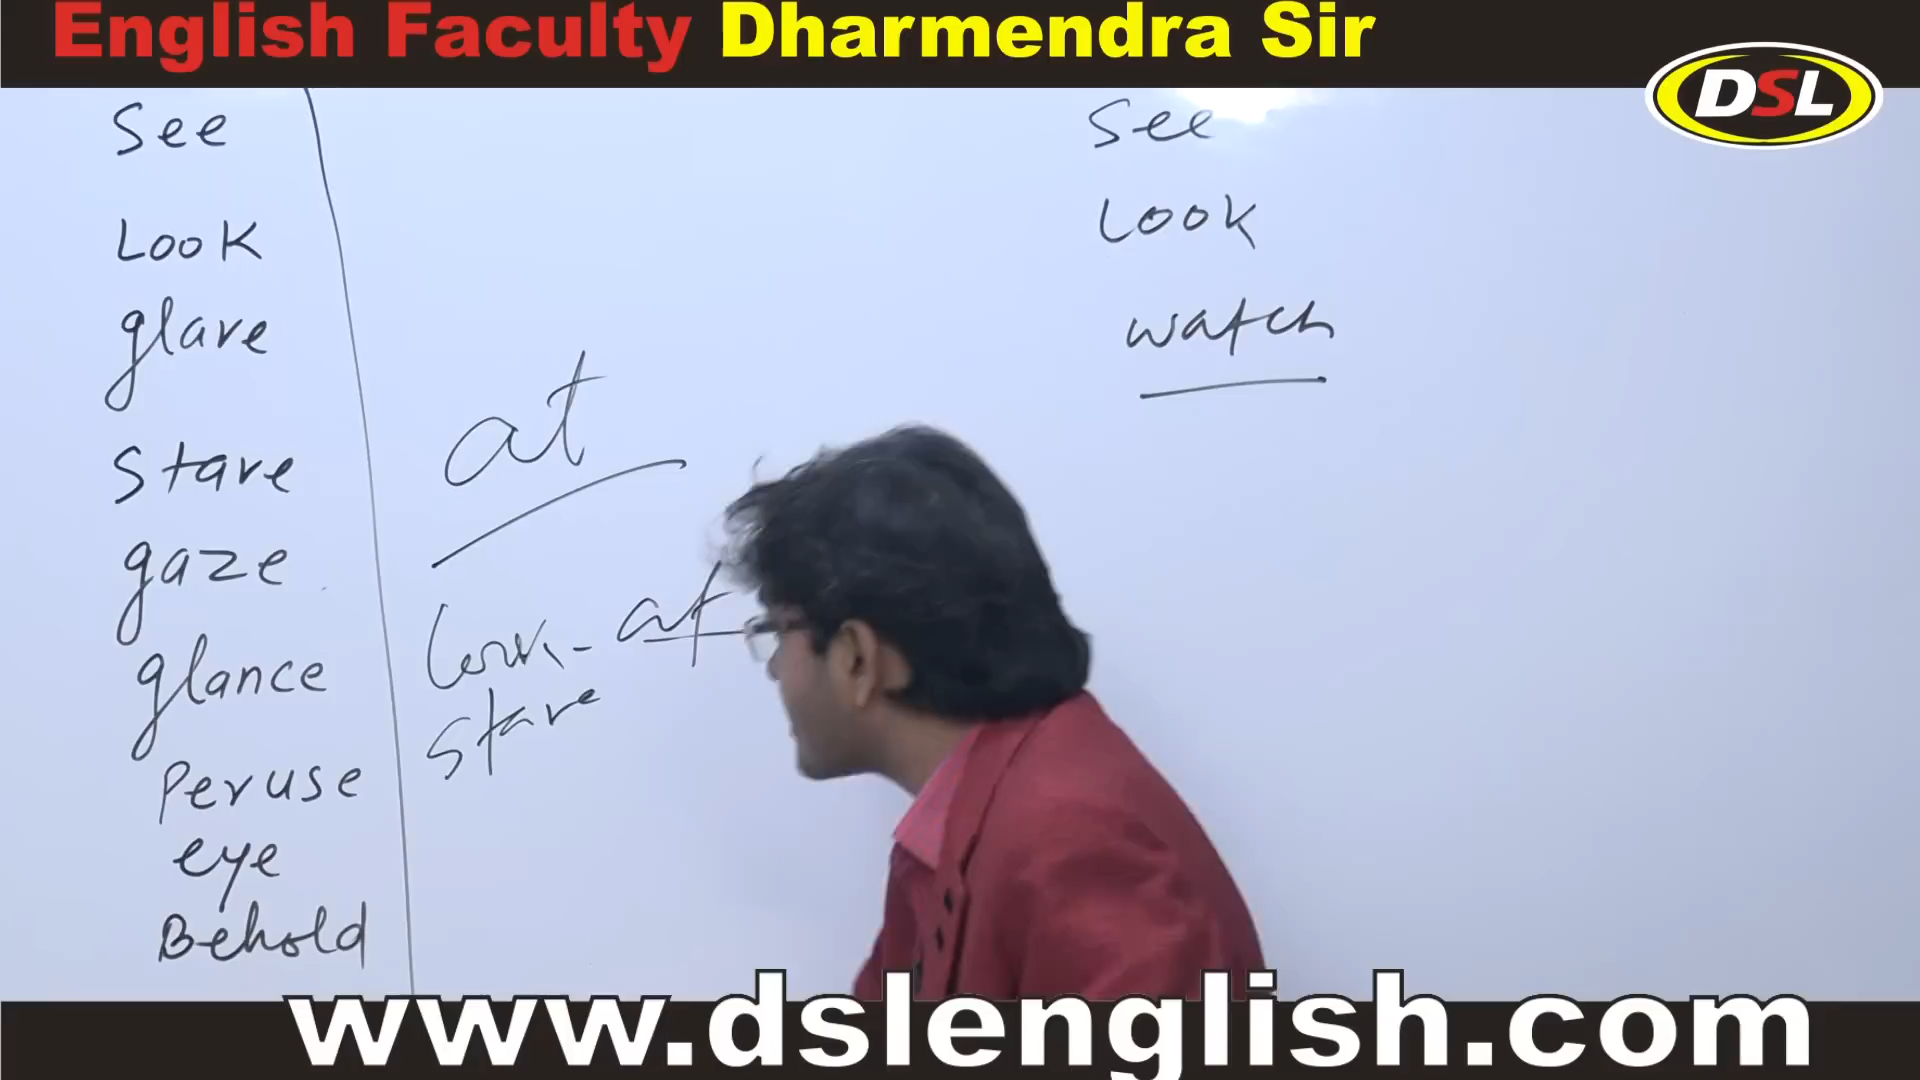 English Faculty Dharmendra Sir
DSL
See
Look
glare
Stare
gaze
glance
Peruse
eye
Behold
at
Look - at
Stare
See
Look
watch
www.dslenglish.com